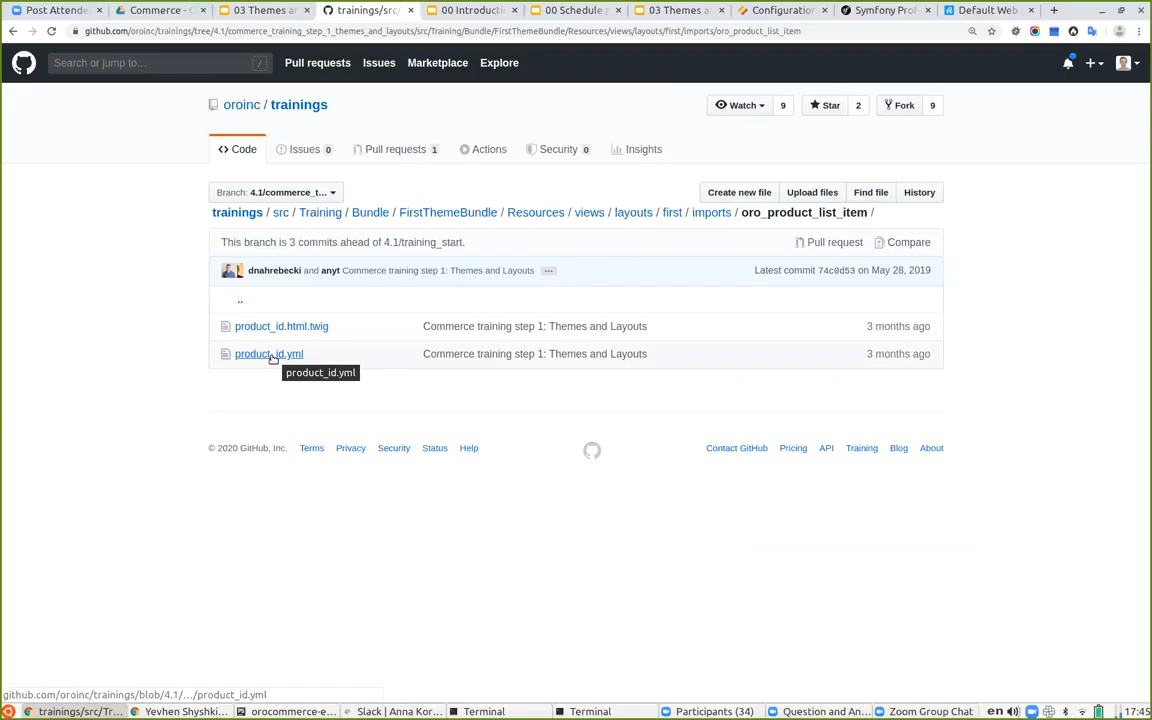 Post Attende
Commerce - 
03 Themes a
trainings/src/
00 Introducti
00 Schedule.
03 Themes a
Configuration
Symfony Pro
Default Web
github.com/oroinc/trainings/tree/4.1/commerce_training_step_1_themes_and_layouts/src/Training/Bundle/FirstThemeBundle/Resources/views/layouts/first/imports/oro_product_list_item
Search or jump to...
/
Pull requests
Issues
Marketplace
Explore
oroinc / trainings
Watch
9
Star
2
Fork
9
Code
Issues 0
Pull requests 1
Actions
Security 0
Insights
Branch: 4.1/commerce_t...
Create new file
Upload files
Find file
History
trainings / src / Training / Bundle / FirstThemeBundle / Resources / views / layouts / first / imports / oro_product_list_item /
This branch is 3 commits ahead of 4.1/training_start.
Pull request
Compare
dnahrebecki and anyt Commerce training step 1: Themes and Layouts ...
Latest commit 74c0d53 on May 28, 2019
..
product_id.html.twig
Commerce training step 1: Themes and Layouts
3 months ago
product_id.yml
Commerce training step 1: Themes and Layouts
3 months ago
product_id.yml
© 2020 GitHub, Inc.
Terms
Privacy
Security
Status
Help
Contact GitHub
Pricing
API
Training
Blog
About
github.com/oroinc/trainings/blob/4.1/…/product_id.yml
trainings/src/Tr...
Yevhen Shyshki...
orocommerce-e...
Slack | Anna Kor...
Terminal
Terminal
Participants (34)
Question and An...
Zoom Group Chat
en
17:45